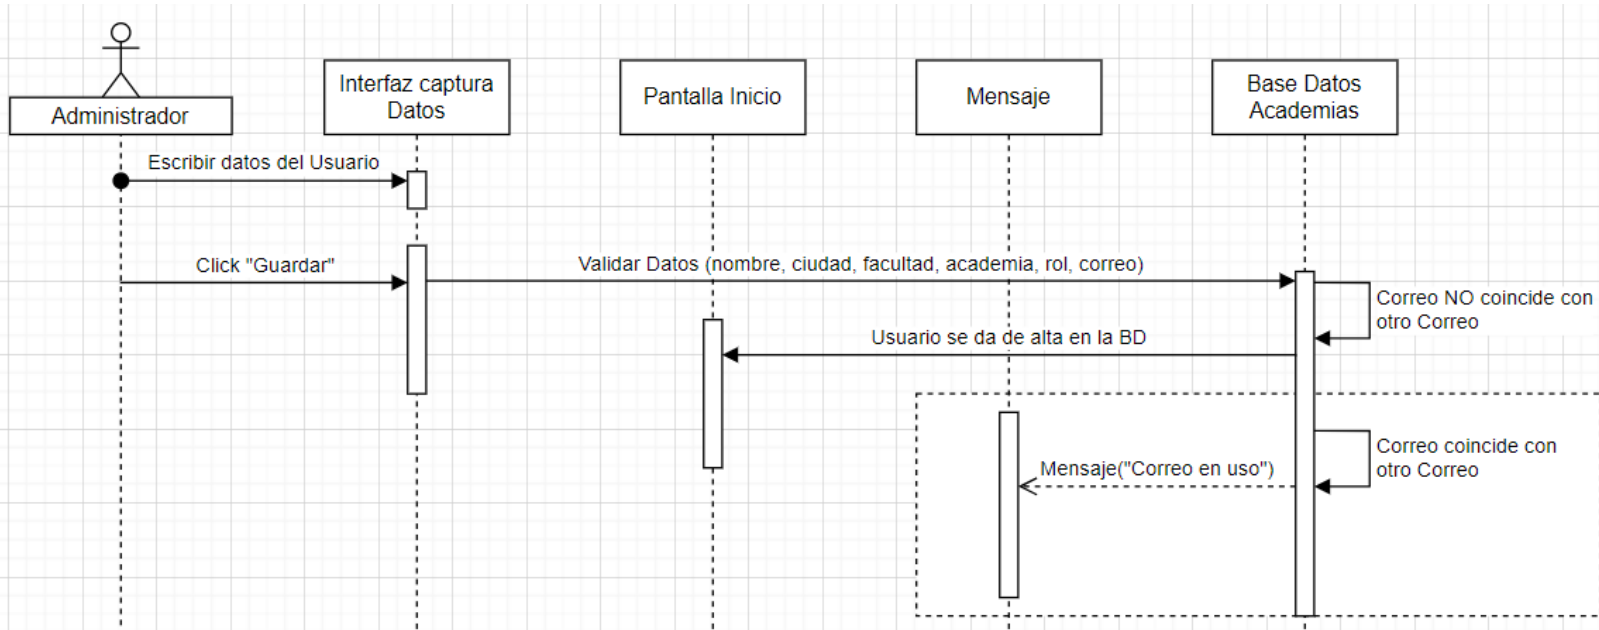 Administrador
Interfaz captura
Datos
Pantalla Inicio
Mensaje
Base Datos
Academias
Escribir datos del Usuario
Click "Guardar"
Validar Datos (nombre, ciudad, facultad, academia, rol, correo)
Correo NO coincide con
otro Correo
Usuario se da de alta en la BD
Correo coincide con
otro Correo
Mensaje("Correo en uso")